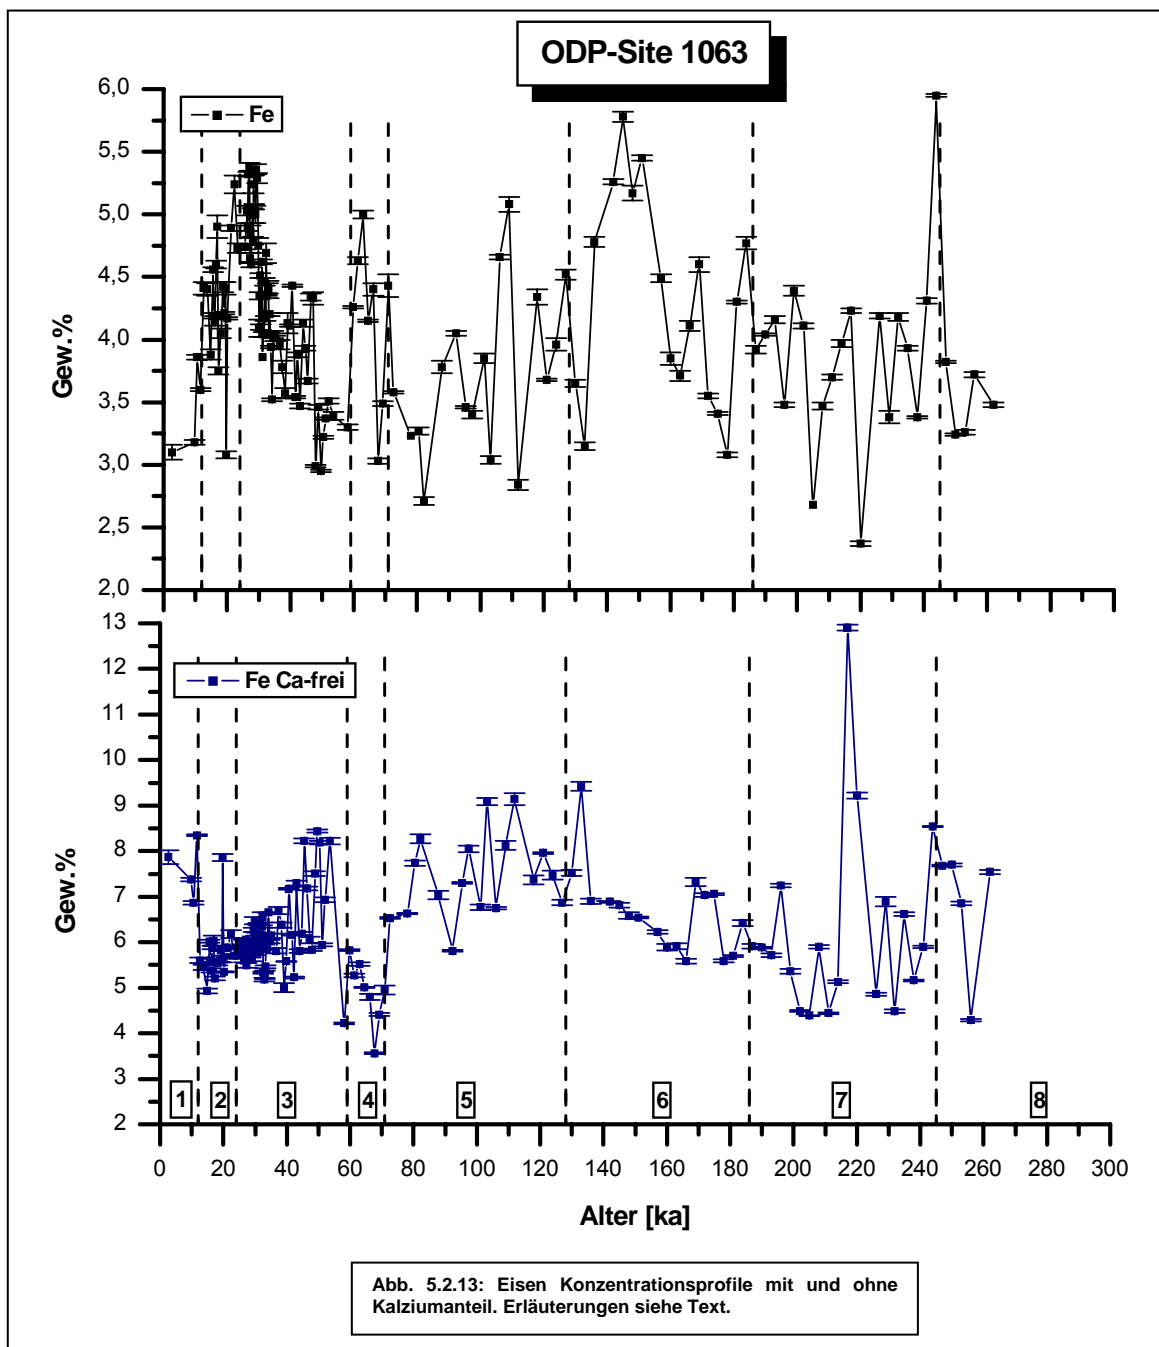 ODP-Site 1063
Fe
Gew.%
6,0
5,5
5,0
4,5
4,0
3,5
3,0
2,5
2,0
Fe Ca-frei
Gew.%
13
12
11
10
9
8
7
6
5
4
3
2
1 2 3 4 5 6 7 8
0 20 40 60 80 100 120 140 160 180 200 220 240 260 280 300
Alter [ka]
Abb. 5.2.13: Eisen Konzentrationsprofile mit und ohne
Kalziumanteil. Erläuterungen siehe Text.